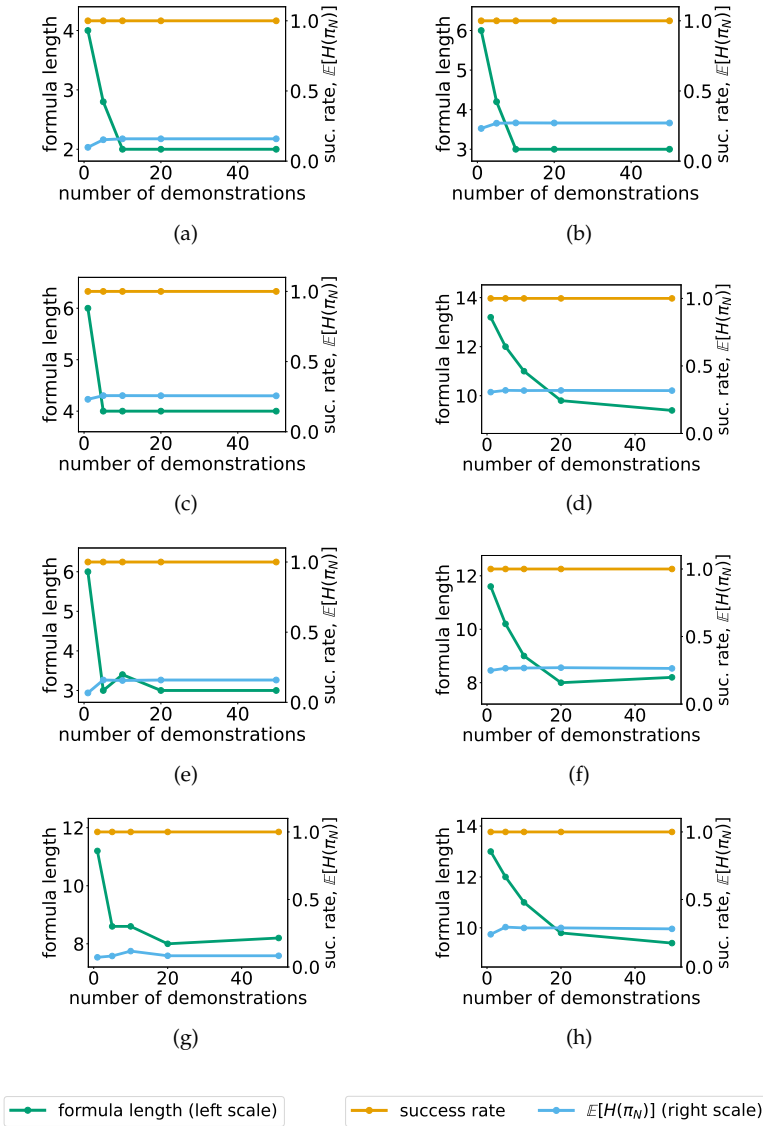 formula length
4
3
2
0 20 40
number of demonstrations
1.0
0.5
0.0
suc. rate, 𝔼[H(π_N)]
(a)
formula length
6
5
4
3
0 20 40
number of demonstrations
1.0
0.5
0.0
suc. rate, 𝔼[H(π_N)]
(b)
formula length
6
5
4
0 20 40
number of demonstrations
1.0
0.5
0.0
suc. rate, 𝔼[H(π_N)]
(c)
formula length
14
12
10
0 20 40
number of demonstrations
1.0
0.5
0.0
suc. rate, 𝔼[H(π_N)]
(d)
formula length
6
5
4
3
0 20 40
number of demonstrations
1.0
0.5
0.0
suc. rate, 𝔼[H(π_N)]
(e)
formula length
12
10
8
0 20 40
number of demonstrations
1.0
0.5
0.0
suc. rate, 𝔼[H(π_N)]
(f)
formula length
12
10
8
0 20 40
number of demonstrations
1.0
0.5
0.0
suc. rate, 𝔼[H(π_N)]
(g)
formula length
14
12
10
0 20 40
number of demonstrations
1.0
0.5
0.0
suc. rate, 𝔼[H(π_N)]
(h)
formula length (left scale) success rate 𝔼[H(π_N)] (right scale)